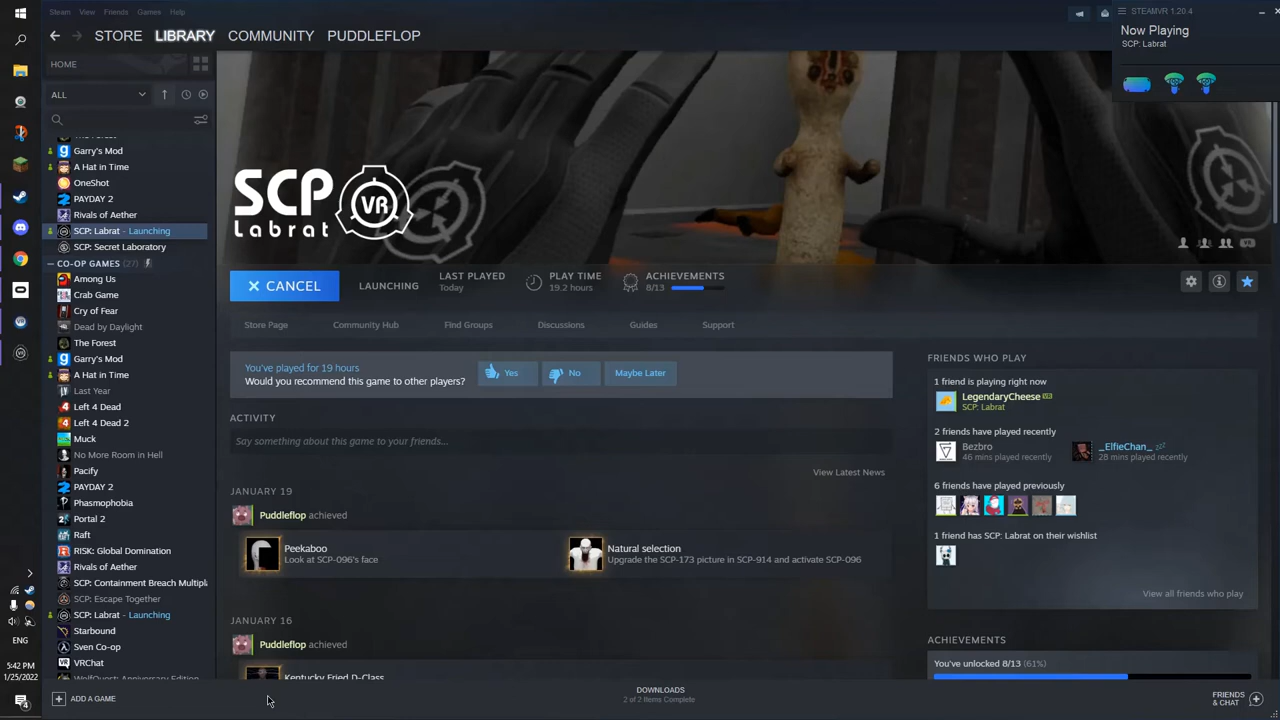 Steam View Friends Games Help
STEAMVR 1.20.4
Now Playing
SCP: Labrat
STORE LIBRARY COMMUNITY PUDDLEFLOP
HOME
ALL
Garry's Mod
A Hat in Time
OneShot
PAYDAY 2
Rivals of Aether
SCP: Labrat - Launching
SCP: Secret Laboratory
CO-OP GAMES (27)
Among Us
Crab Game
Cry of Fear
Dead by Daylight
The Forest
Garry's Mod
A Hat in Time
Last Year
Left 4 Dead
Left 4 Dead 2
Muck
No More Room in Hell
Pacify
PAYDAY 2
Phasmophobia
Portal 2
Raft
RISK: Global Domination
Rivals of Aether
SCP: Containment Breach Multipl
SCP: Escape Together
SCP: Labrat - Launching
Starbound
Sven Co-op
VRChat
WolfQuest: Anniversary Edition
ADD A GAME
SCP VR
Labrat
CANCEL
LAUNCHING
LAST PLAYED
Today
PLAY TIME
19.2 hours
ACHIEVEMENTS
8/13
Store Page Community Hub Find Groups Discussions Guides Support
You've played for 19 hours
Would you recommend this game to other players?
Yes No Maybe Later
ACTIVITY
Say something about this game to your friends...
View Latest News
JANUARY 19
Puddleflop achieved
Peekaboo
Look at SCP-096's face
Natural selection
Upgrade the SCP-173 picture in SCP-914 and activate SCP-096
JANUARY 16
Puddleflop achieved
Kentucky Fried D-Class
FRIENDS WHO PLAY
1 friend is playing right now
LegendaryCheese VR
SCP: Labrat
2 friends have played recently
Bezbro
46 mins played recently
_ElfieChan_ zz
28 mins played recently
6 friends have played previously
1 friend has SCP: Labrat on their wishlist
View all friends who play
ACHIEVEMENTS
You've unlocked 8/13 (61%)
DOWNLOADS
2 of 2 Items Complete
FRIENDS
& CHAT
ENG
5:42 PM
1/25/2022
4